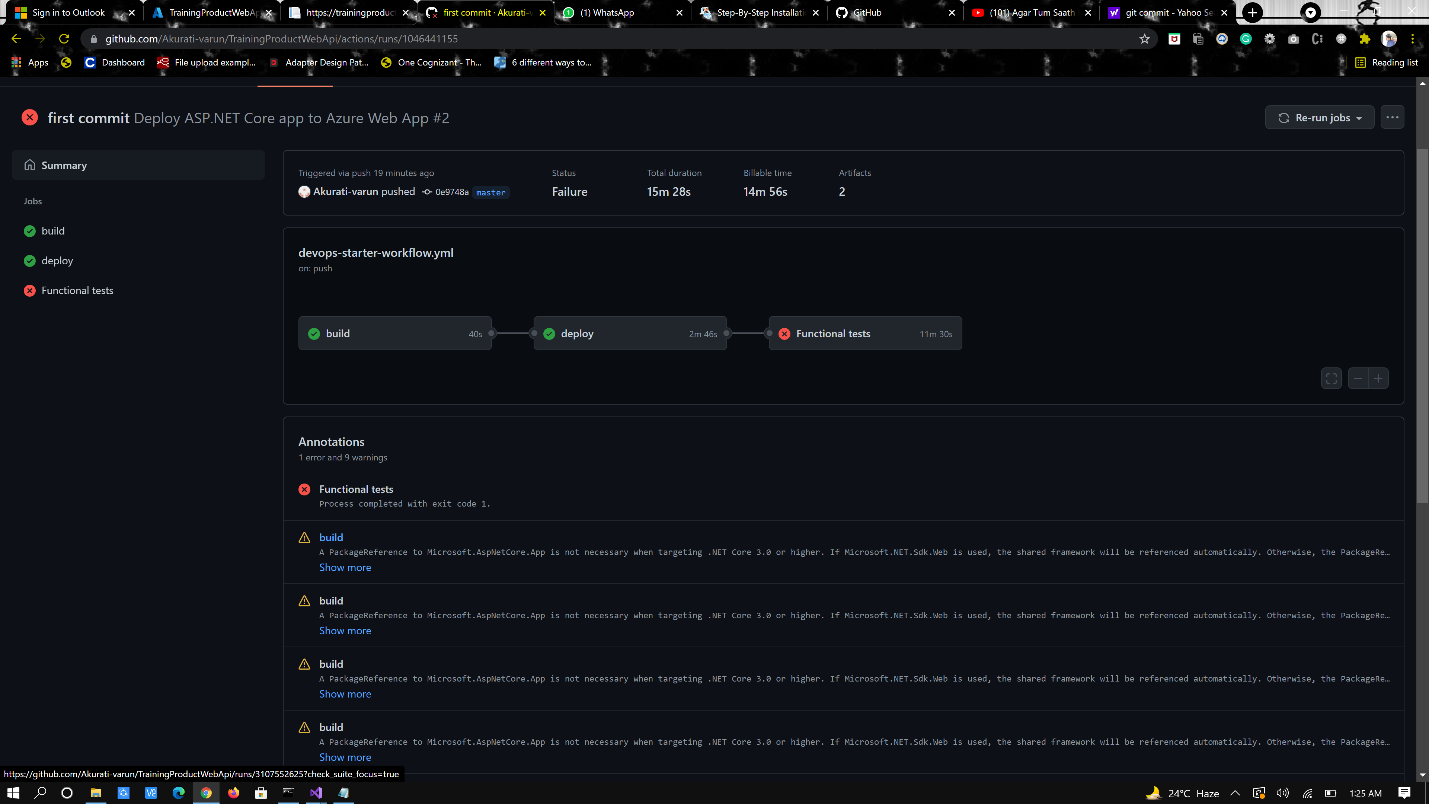 Sign in to Outlook
TrainingProductWebAp
https://trainingproduct
first commit · Akurati-v
(1) WhatsApp
Step-By-Step Installati
GitHub
(101) Agar Tum Saath
git commit - Yahoo Se
github.com/Akurati-varun/TrainingProductWebApi/actions/runs/1046441155
Apps
Dashboard
File upload exampl...
Adapter Design Pat...
One Cognizant - Th...
6 different ways to...
Reading list
first commit Deploy ASP.NET Core app to Azure Web App #2
Re-run jobs
Summary
Jobs
build
deploy
Functional tests
Triggered via push 19 minutes ago
Akurati-varun pushed 0e9748a master
Status
Failure
Total duration
15m 28s
Billable time
14m 56s
Artifacts
2
devops-starter-workflow.yml
on: push
build 40s
deploy 2m 46s
Functional tests 11m 30s
Annotations
1 error and 9 warnings
Functional tests
Process completed with exit code 1.
build
A PackageReference to Microsoft.AspNetCore.App is not necessary when targeting .NET Core 3.0 or higher. If Microsoft.NET.Sdk.Web is used, the shared framework will be referenced automatically. Otherwise, the PackageRe…
Show more
build
A PackageReference to Microsoft.AspNetCore.App is not necessary when targeting .NET Core 3.0 or higher. If Microsoft.NET.Sdk.Web is used, the shared framework will be referenced automatically. Otherwise, the PackageRe…
Show more
build
A PackageReference to Microsoft.AspNetCore.App is not necessary when targeting .NET Core 3.0 or higher. If Microsoft.NET.Sdk.Web is used, the shared framework will be referenced automatically. Otherwise, the PackageRe…
Show more
build
A PackageReference to Microsoft.AspNetCore.App is not necessary when targeting .NET Core 3.0 or higher. If Microsoft.NET.Sdk.Web is used, the shared framework will be referenced automatically. Otherwise, the PackageRe…
Show more
https://github.com/Akurati-varun/TrainingProductWebApi/runs/3107552625?check_suite_focus=true
24°C Haze
1:25 AM